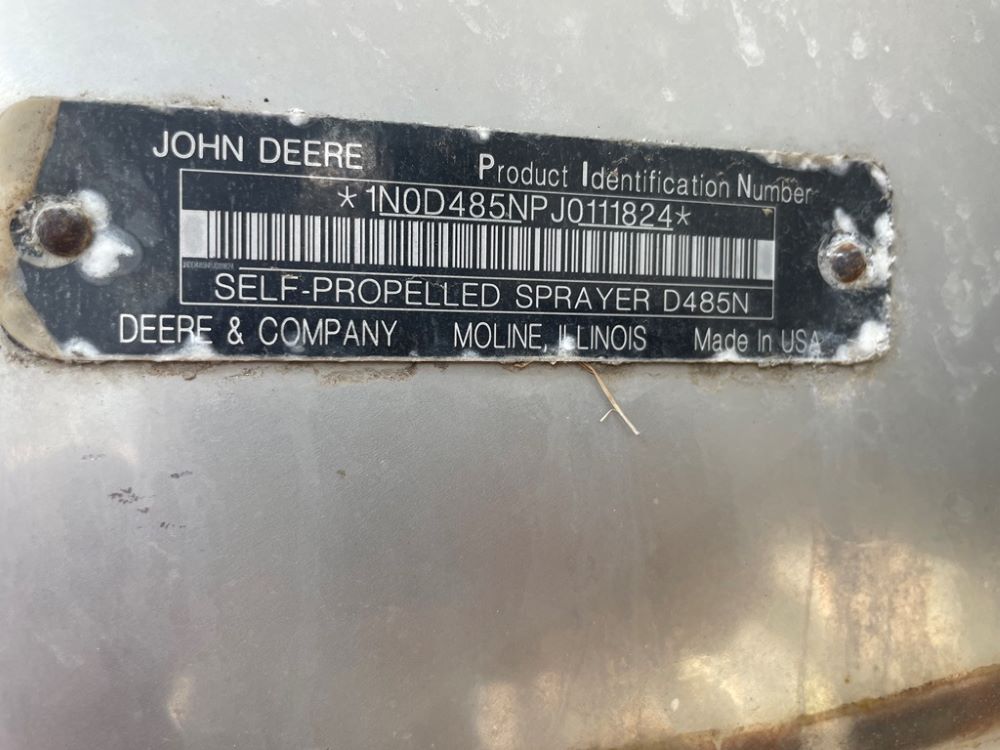 JOHN DEERE
Product Identification Number
*1N0D485NPJ0111824*
SELF-PROPELLED SPRAYER D485N
DEERE & COMPANY MOLINE, ILLINOIS Made In USA